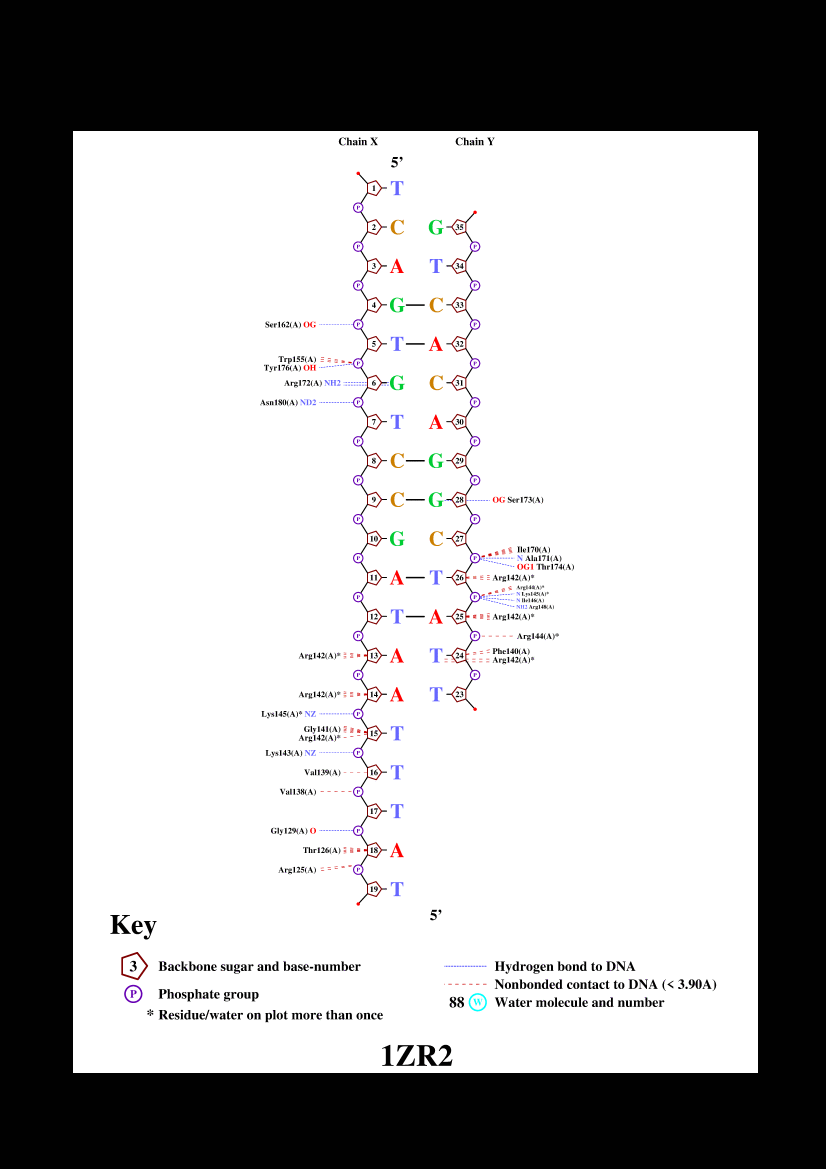 Chain X Chain Y
5’
1 T
P
2 C G 35
P P
3 A T 34
P P
4 G C 33
Ser162(A) OG P P
5 T A 32
Trp155(A)
Tyr176(A) OH P P
Arg172(A) NH2 6 G C 31
Asn180(A) ND2 P P
7 T A 30
P P
8 C G 29
P P
9 C G 28 OG Ser173(A)
P P
10 G C 27
Ile170(A)
P P N Ala171(A)
OG1 Thr174(A)
11 A T 26 Arg142(A)*
Arg144(A)*
N Lys145(A)*
P P N Ile146(A)
NH2 Arg148(A)
12 T A 25 Arg142(A)*
P P Arg144(A)*
Phe140(A)
Arg142(A)* 13 A T 24 Arg142(A)*
P P
Arg142(A)* 14 A T 23
Lys145(A)* NZ P
Gly141(A)
Arg142(A)* 15 T
Lys143(A) NZ P
Val139(A) 16 T
Val138(A) P
17 T
Gly129(A) O P
Thr126(A) 18 A
Arg125(A) P
19 T
5’
Key
3 Backbone sugar and base-number
P Phosphate group
* Residue/water on plot more than once
Hydrogen bond to DNA
Nonbonded contact to DNA (< 3.90A)
88 W Water molecule and number
1ZR2